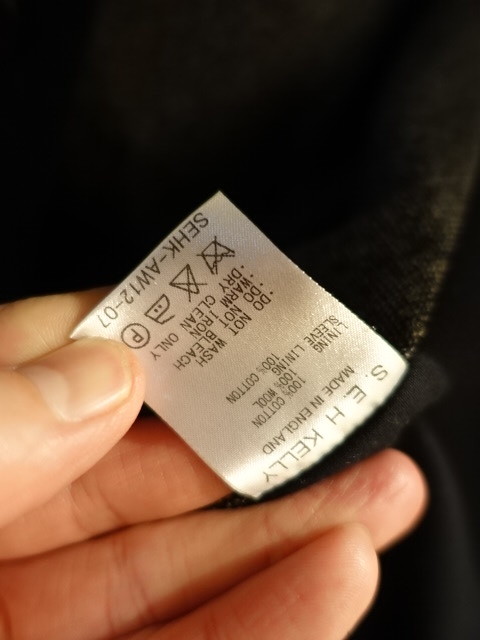 S.E.H KELLY
MADE IN ENGLAND
100% COTTON
LINING 100% WOOL
SLEEVE LINING 100% COTTON
·DO NOT WASH
·DO NOT BLEACH
·WARM IRON
·DRY CLEAN ONLY
P
SEHK-AW12-07